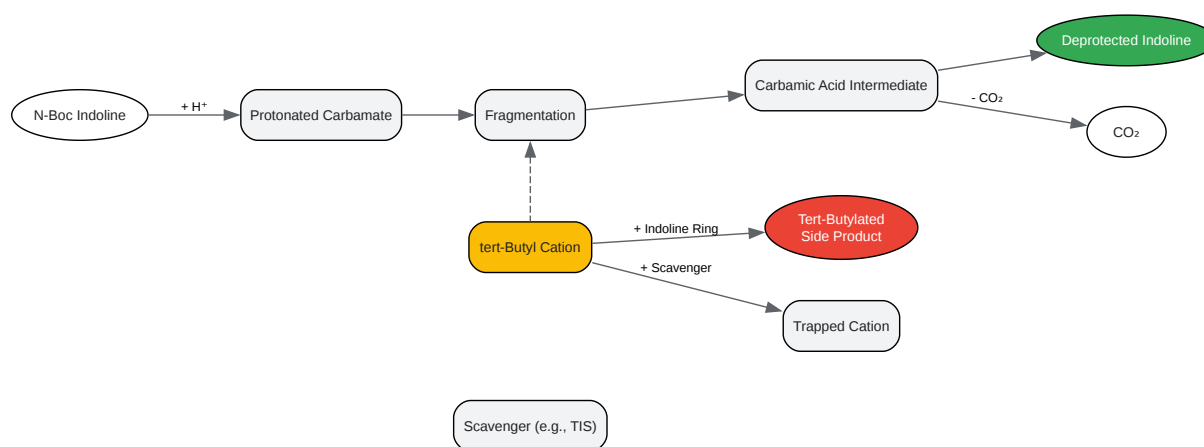 Deprotected Indoline
Carbamic Acid Intermediate
- CO₂
N-Boc Indoline
+ H⁺
Protonated Carbamate
Fragmentation
CO₂
tert-Butyl Cation
+ Indoline Ring
Tert-Butylated
Side Product
+ Scavenger
Trapped Cation
Scavenger (e.g., TIS)